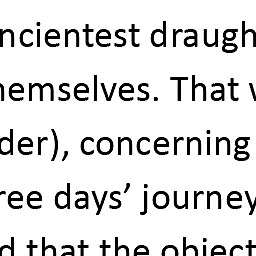 ncientest draugh
hemselves. That w
der), concerning
ree days’ journey
d that the object